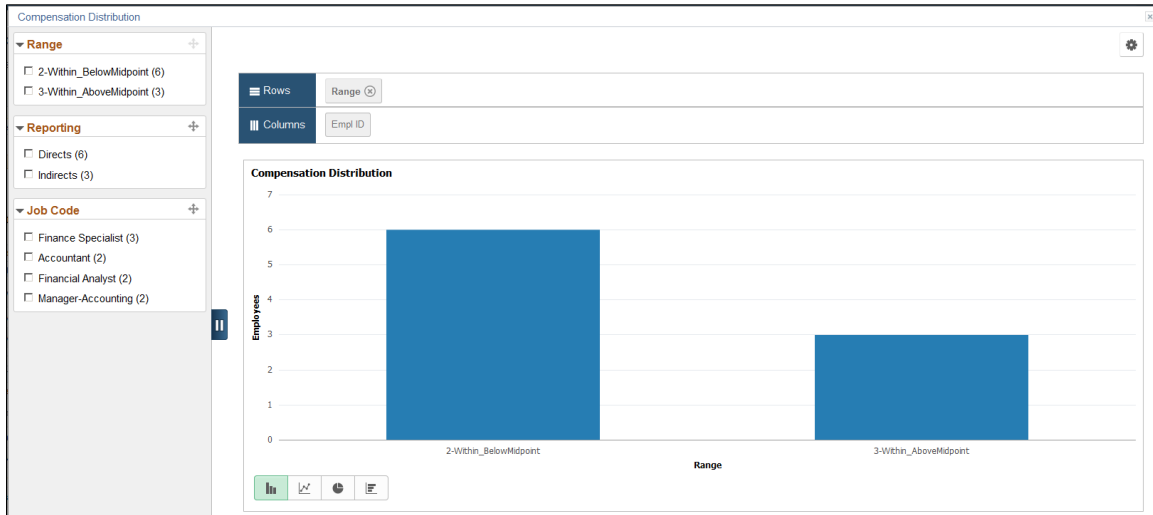 Compensation Distribution
Range
2-Within_BelowMidpoint (6)
3-Within_AboveMidpoint (3)
Reporting
Directs (6)
Indirects (3)
Job Code
Finance Specialist (3)
Accountant (2)
Financial Analyst (2)
Manager-Accounting (2)
Rows
Range
Columns
Empl ID
Compensation Distribution
7
6
5
4
3
2
1
0
Employees
2-Within_BelowMidpoint
3-Within_AboveMidpoint
Range